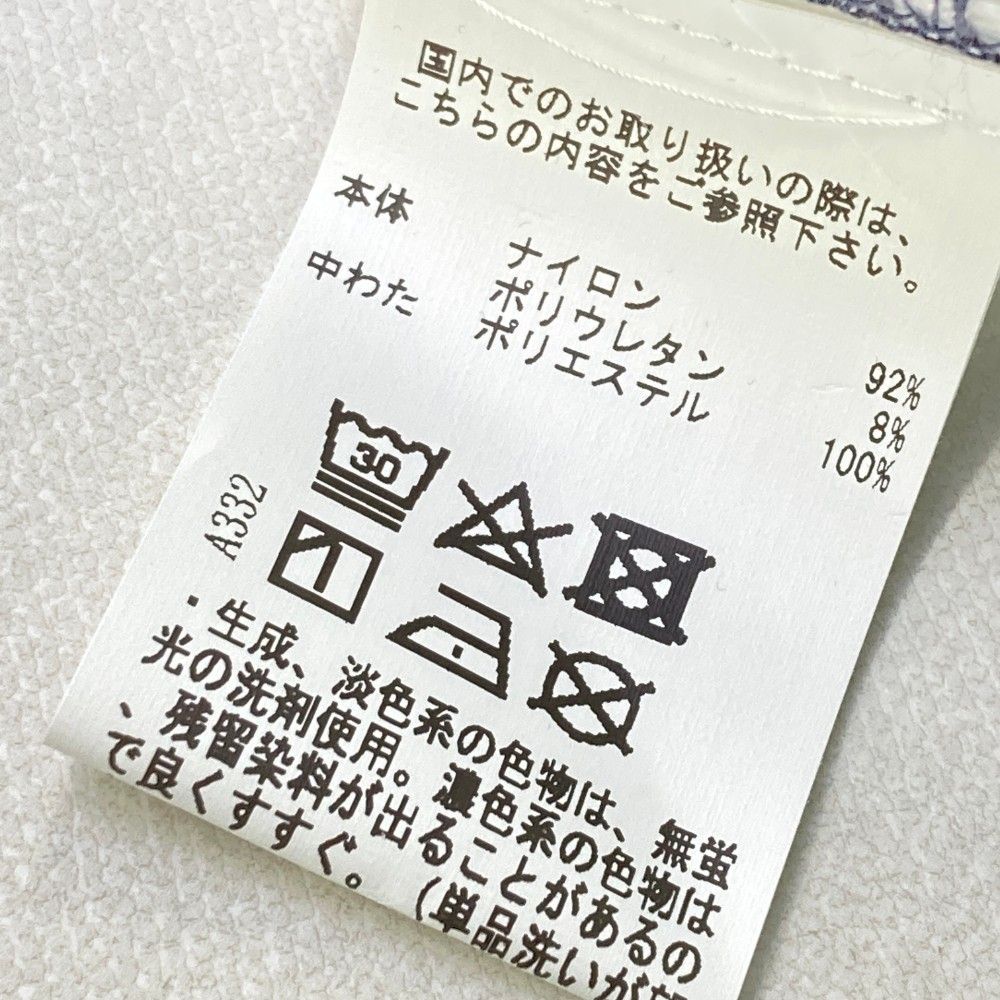 国内でのお取り扱いの際は、
こちらの内容をご参照下さい。
本体 ナイロン 92%
ポリウレタン 8%
中わた ポリエステル 100%
30
A332
・生成、淡色系の色物は、無蛍
光の洗剤使用。濃色系の色物は
、残留染料が出ることがあるの
で良くすすぐ。(単品洗いが